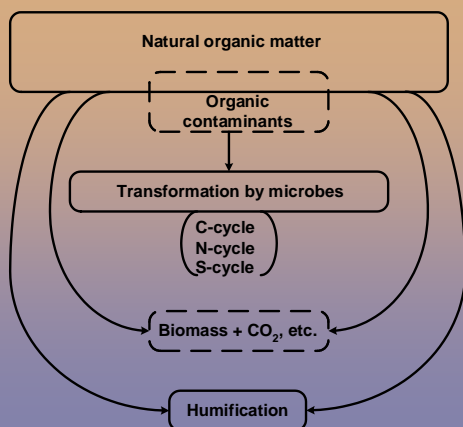 Natural organic matter
Organic
contaminants
Transformation by microbes
C-cycle
N-cycle
S-cycle
Biomass + CO₂, etc.
Humification